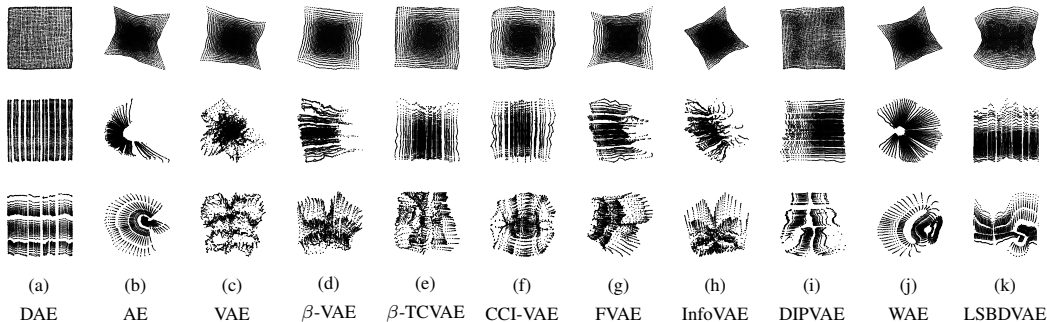 (a) (b) (c) (d) (e) (f) (g) (h) (i) (j) (k)
DAE AE VAE β-VAE β-TCVAE CCI-VAE FVAE InfoVAE DIPVAE WAE LSBDVAE